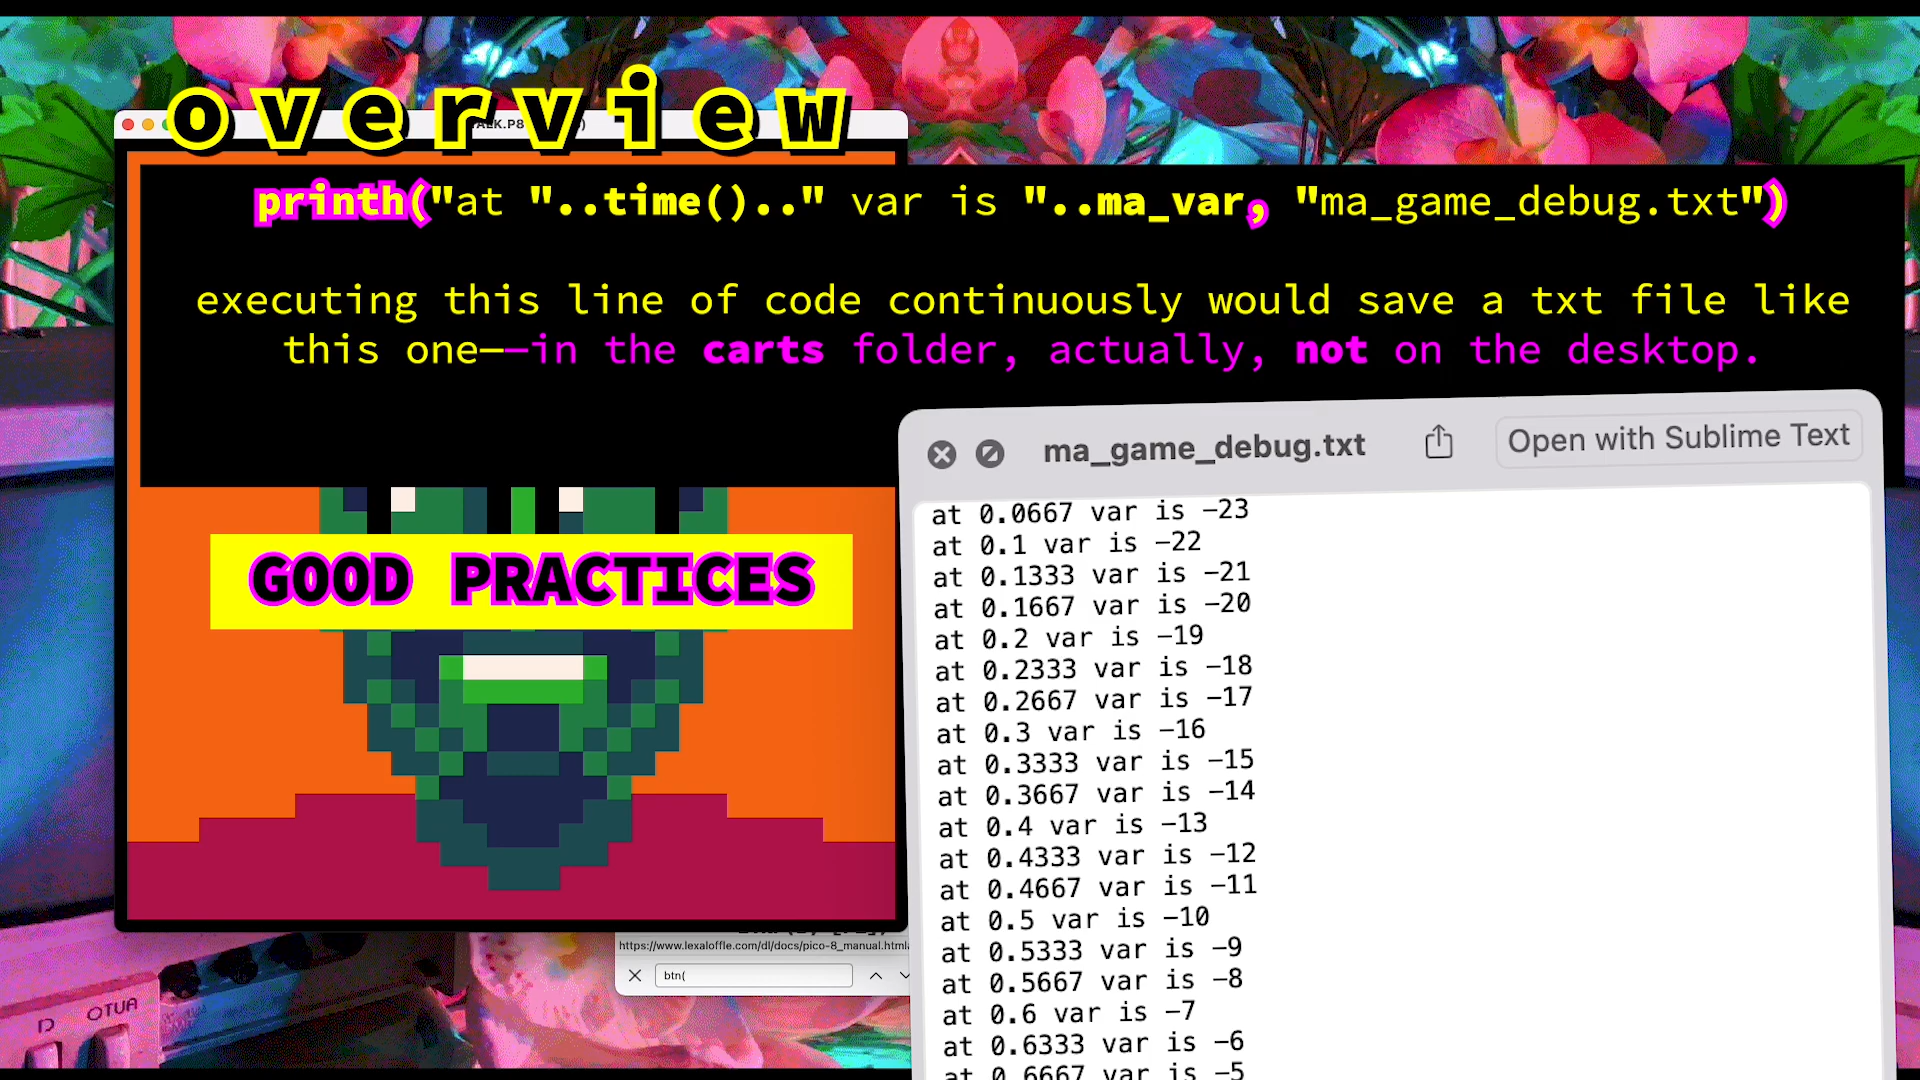 overview
printh("at "..time().." var is "..ma_var, "ma_game_debug.txt")
executing this line of code continuously would save a txt file like
this one——in the carts folder, actually, not on the desktop.
GOOD PRACTICES
ma_game_debug.txt
Open with Sublime Text
at 0.0667 var is -23
at 0.1 var is -22
at 0.1333 var is -21
at 0.1667 var is -20
at 0.2 var is -19
at 0.2333 var is -18
at 0.2667 var is -17
at 0.3 var is -16
at 0.3333 var is -15
at 0.3667 var is -14
at 0.4 var is -13
at 0.4333 var is -12
at 0.4667 var is -11
at 0.5 var is -10
at 0.5333 var is -9
at 0.5667 var is -8
at 0.6 var is -7
at 0.6333 var is -6
at 0.6667 var is -5
https://www.lexaloffle.com/dl/docs/pico-8_manual.html
btn(